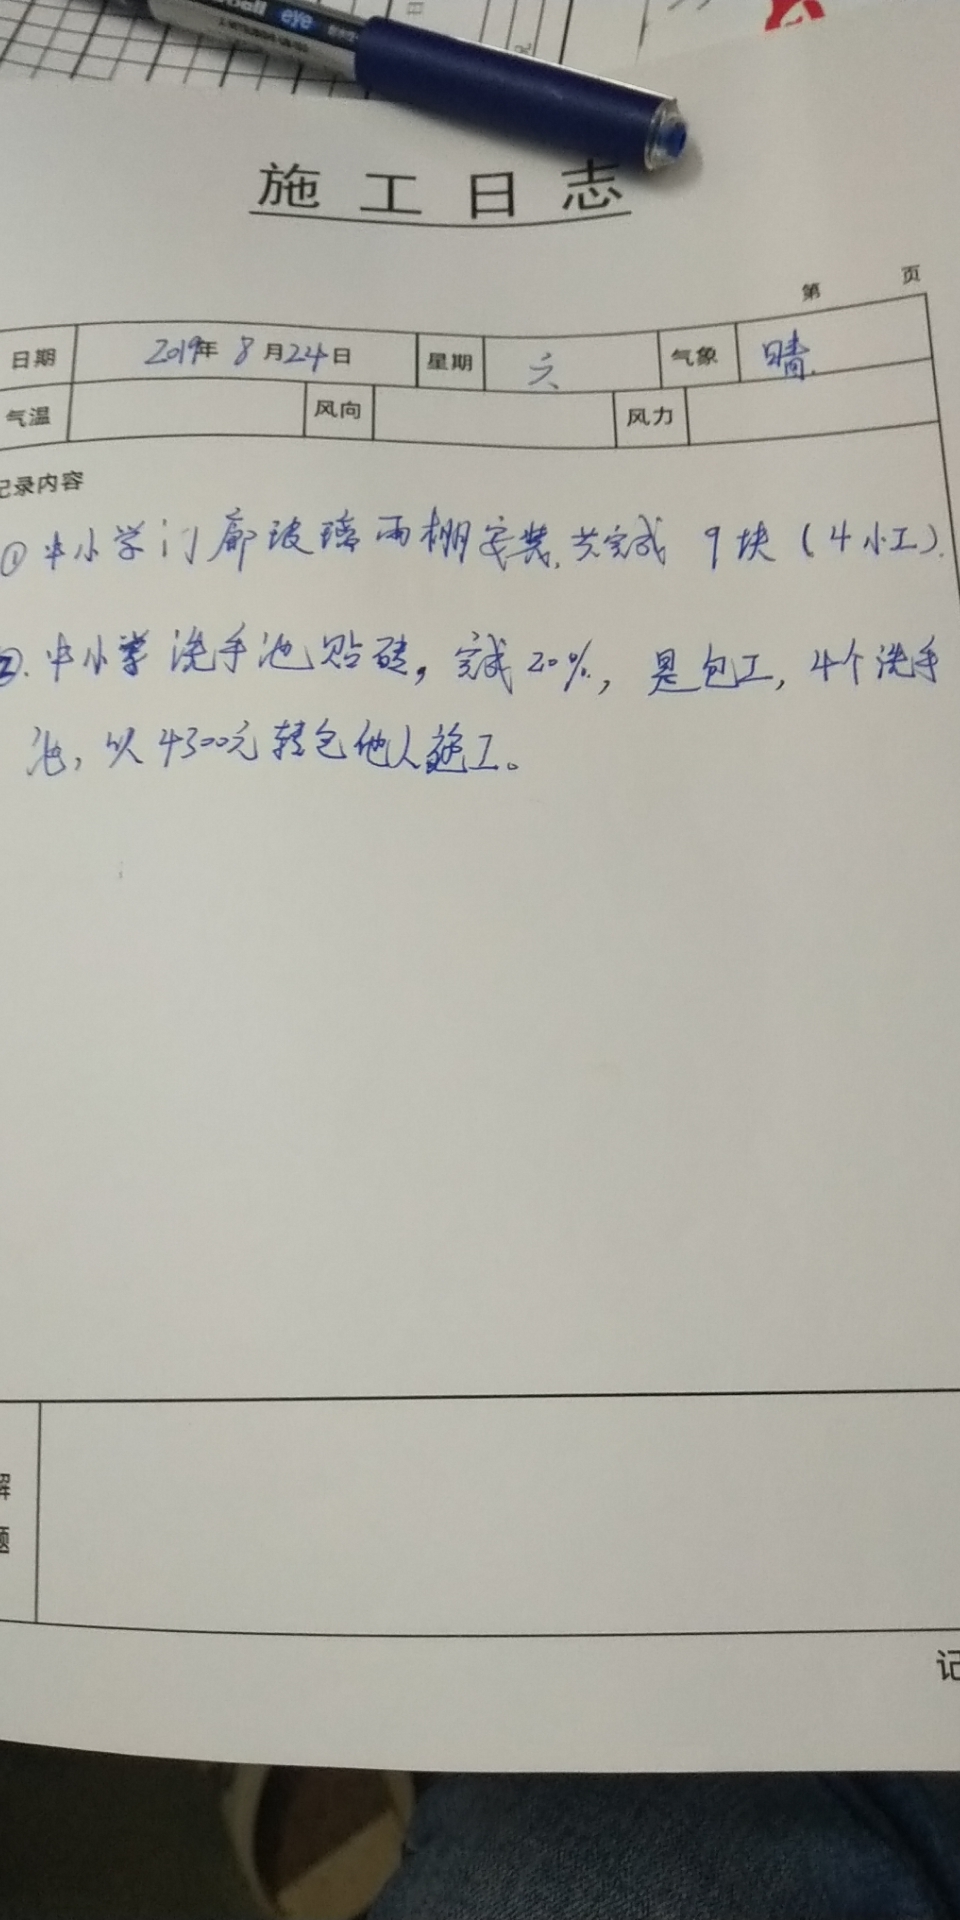 eye
施工日志
第 页
日期 2019年 8月24日 星期 六 气象 晴
气温 风向 风力
记录内容
① 中小学门廊玻璃雨棚安装,共完成 9块(4小工).
②. 中小学洗手池贴砖,完成20%,是包工,4个洗手
池,以4300元转包他人施工。
解
题
记